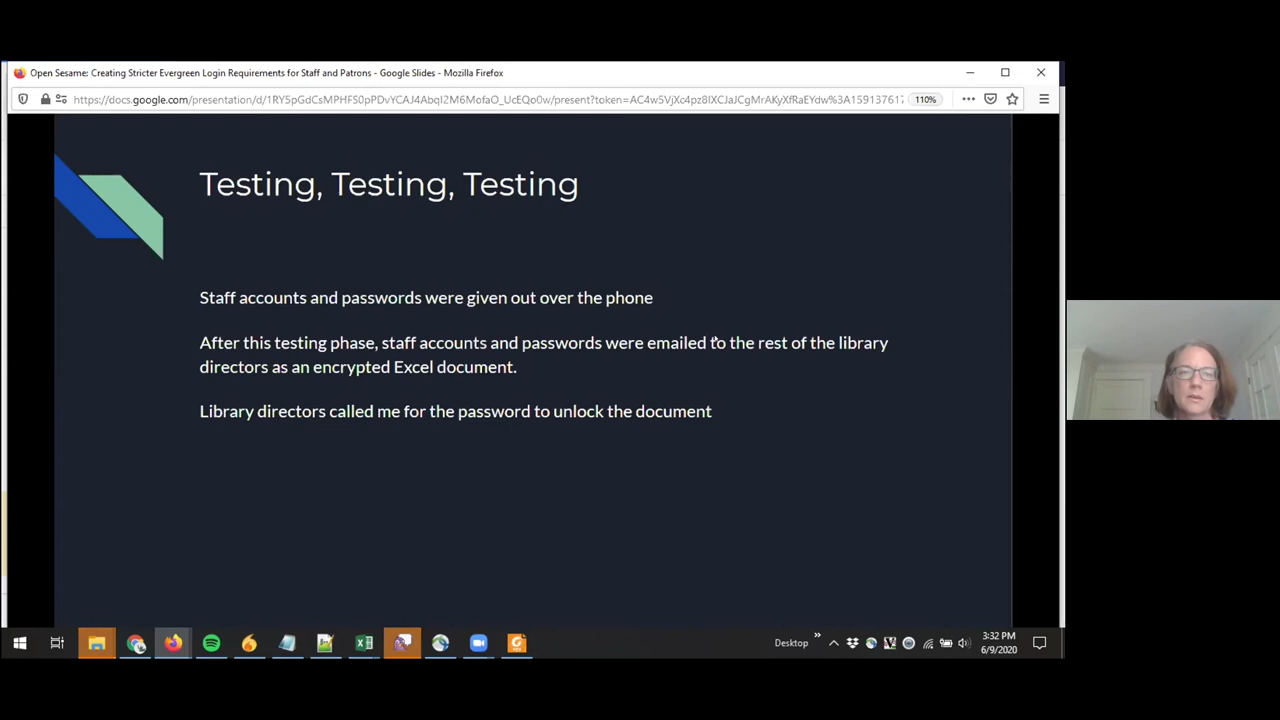 Open Sesame: Creating Stricter Evergreen Login Requirements for Staff and Patrons - Google Slides - Mozilla Firefox
110%
Testing, Testing, Testing
Staff accounts and passwords were given out over the phone
After this testing phase, staff accounts and passwords were emailed to the rest of the library
directors as an encrypted Excel document.
Library directors called me for the password to unlock the document
Desktop
3:32 PM
6/9/2020